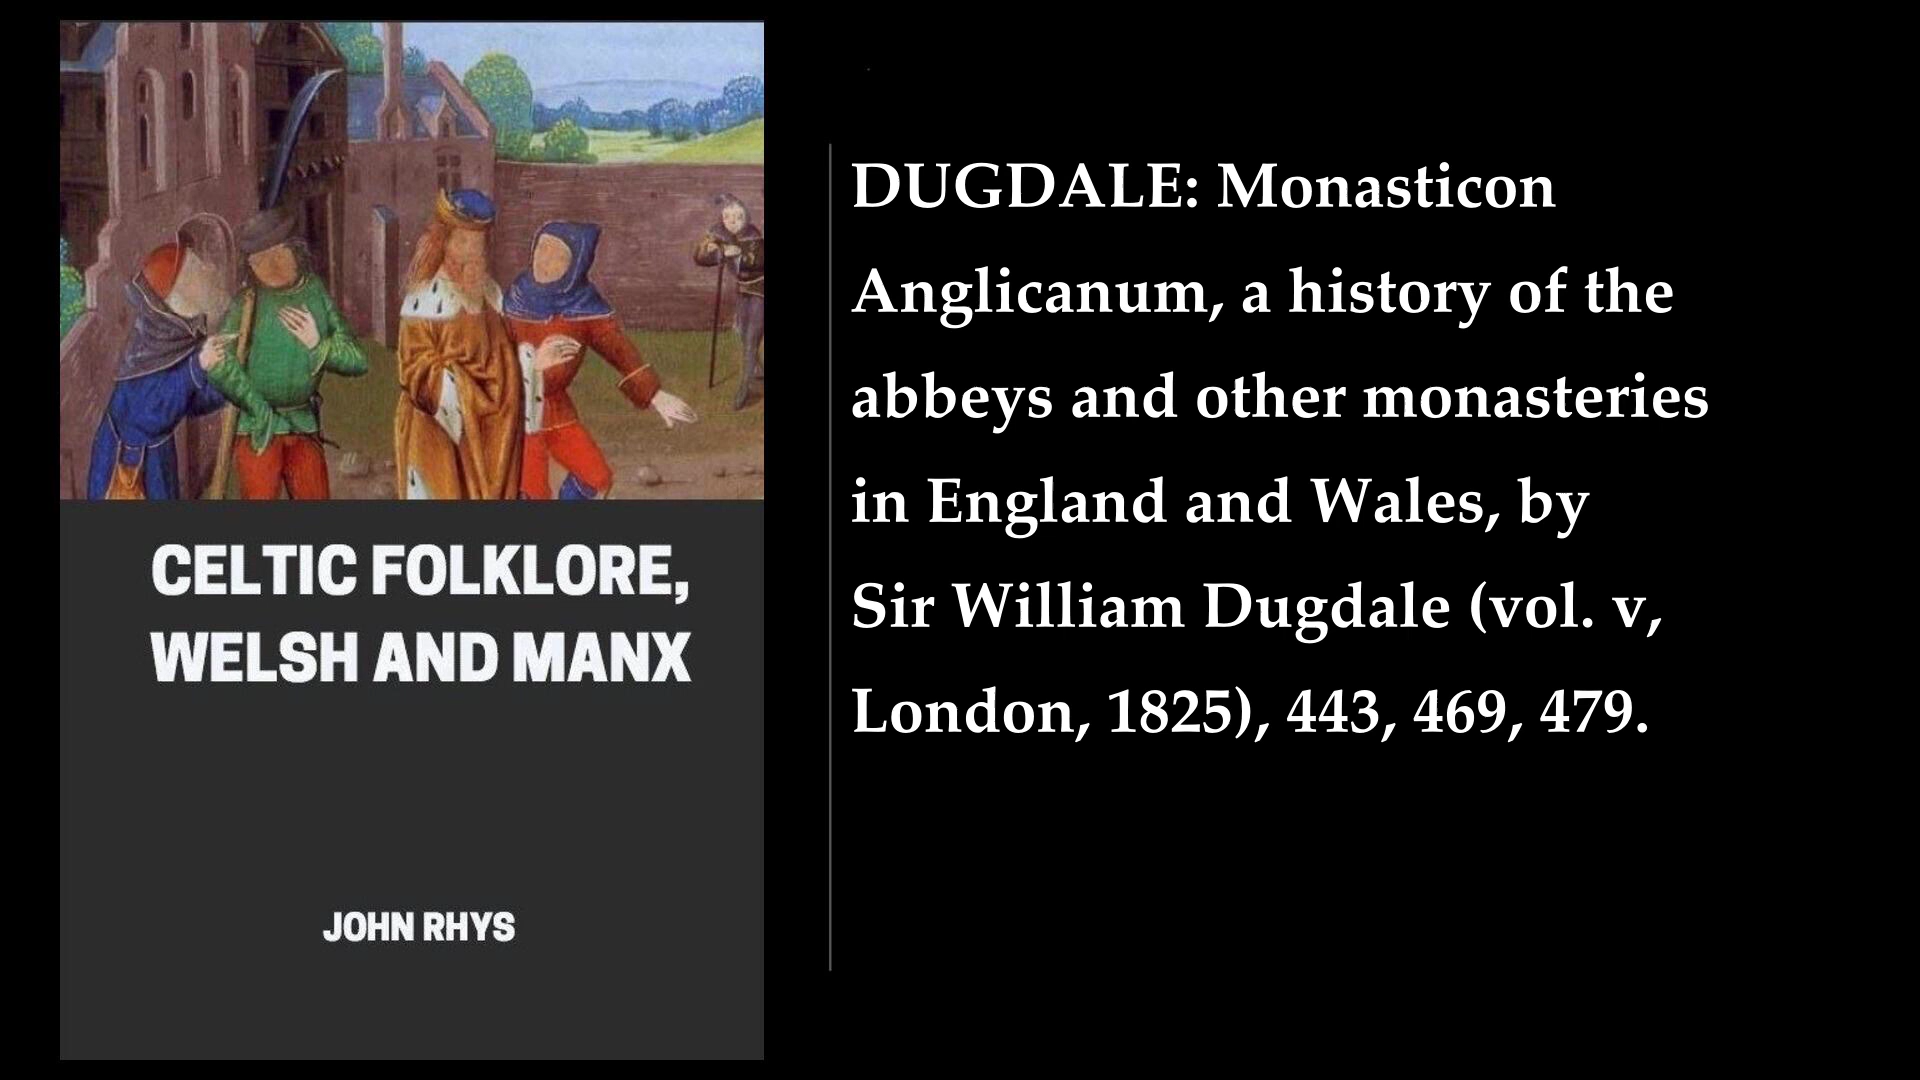 CELTIC FOLKLORE,
WELSH AND MANX
JOHN RHYS
DUGDALE: Monasticon
Anglicanum, a history of the
abbeys and other monasteries
in England and Wales, by
Sir William Dugdale (vol. v,
London, 1825), 443, 469, 479.